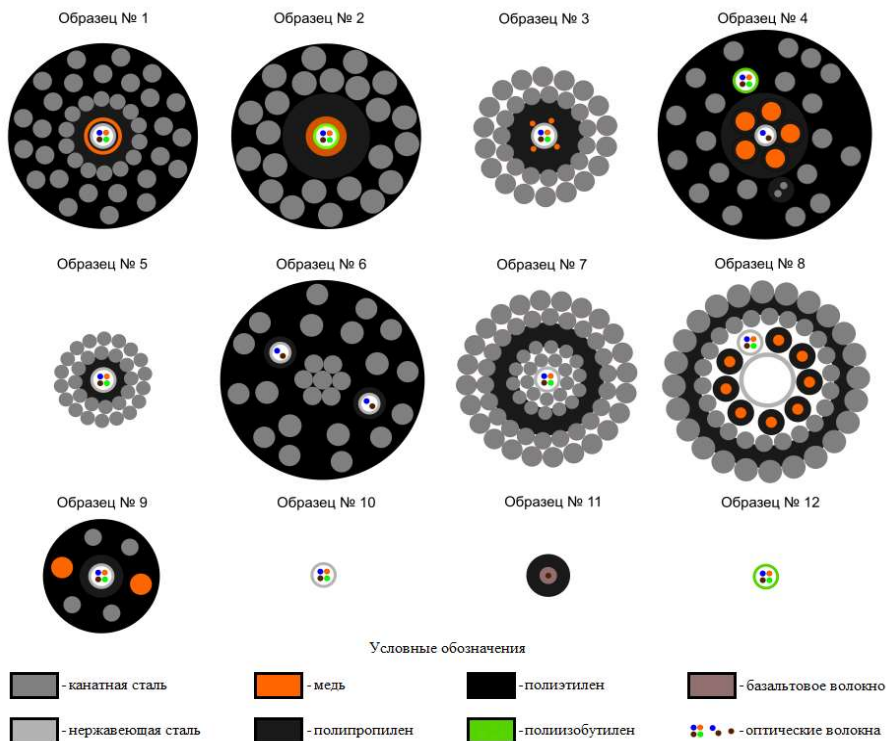 Образец № 1 Образец № 2 Образец № 3 Образец № 4
Образец № 5 Образец № 6 Образец № 7 Образец № 8
Образец № 9 Образец № 10 Образец № 11 Образец № 12
Условные обозначения
- канатная сталь - медь - полиэтилен - базальтовое волокно
- нержавеющая сталь - полипропилен - полиизобутилен - оптические волокна